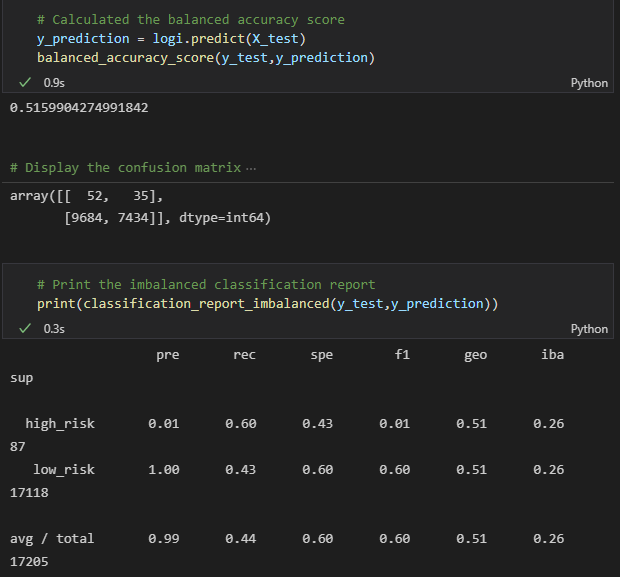 # Calculated the balanced accuracy score
y_prediction = logi.predict(X_test)
balanced_accuracy_score(y_test,y_prediction)
✓ 0.9s Python
0.5159904274991842
# Display the confusion matrix ···
array([[  52,   35],
       [9684, 7434]], dtype=int64)
# Print the imbalanced classification report
print(classification_report_imbalanced(y_test,y_prediction))
✓ 0.3s Python
pre rec spe f1 geo iba
sup
high_risk 0.01 0.60 0.43 0.01 0.51 0.26
87
low_risk 1.00 0.43 0.60 0.60 0.51 0.26
17118
avg / total 0.99 0.44 0.60 0.60 0.51 0.26
17205